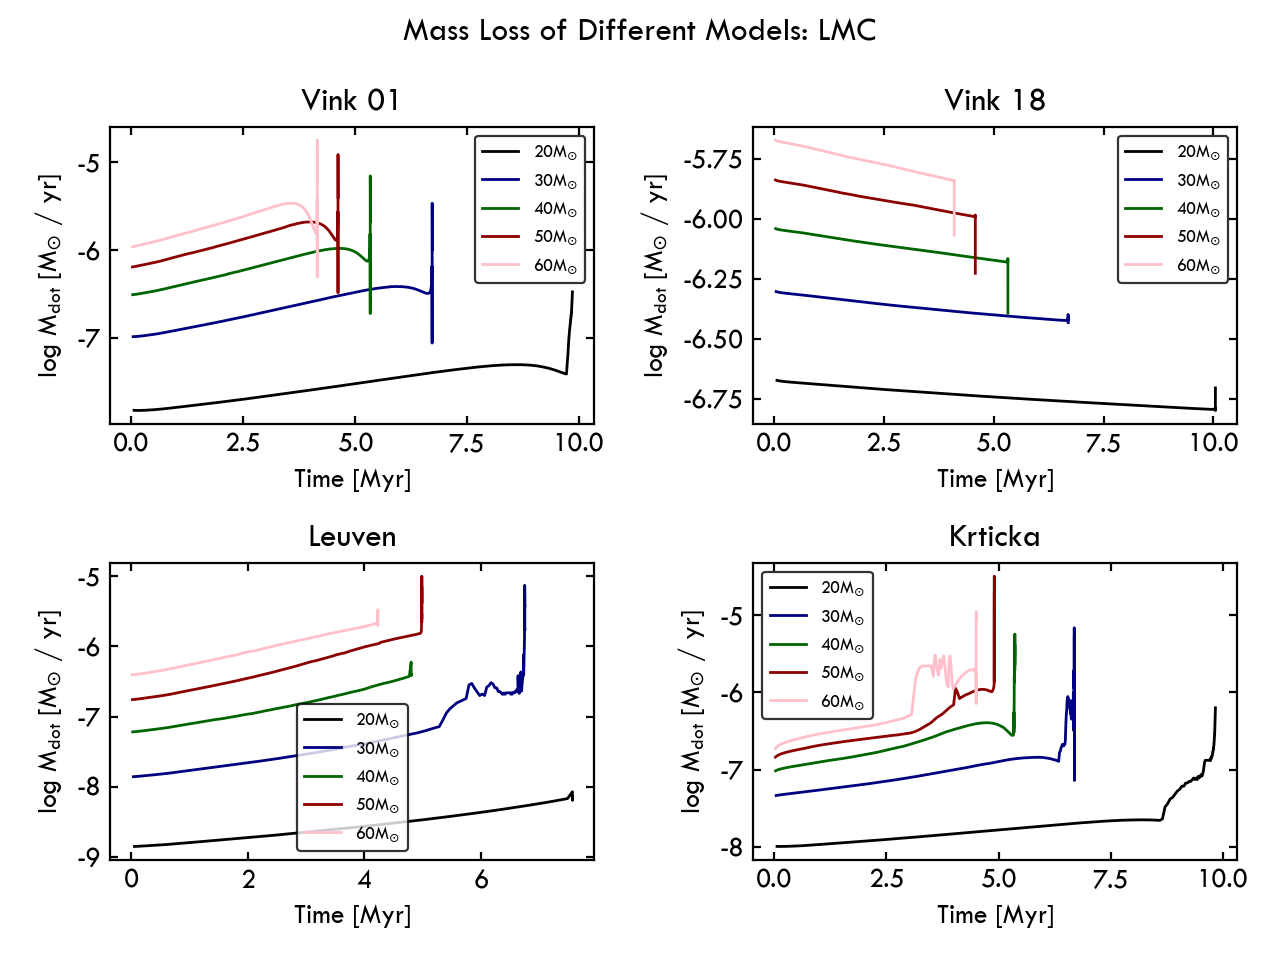 Mass Loss of Different Models: LMC
Vink 01
log M_dot [M⊙ / yr]
-5
-6
-7
20M⊙
30M⊙
40M⊙
50M⊙
60M⊙
0.0 2.5 5.0 7.5 10.0
Time [Myr]
Vink 18
log M_dot [M⊙ / yr]
-5.75
-6.00
-6.25
-6.50
-6.75
20M⊙
30M⊙
40M⊙
50M⊙
60M⊙
0.0 2.5 5.0 7.5 10.0
Time [Myr]
Leuven
log M_dot [M⊙ / yr]
-5
-6
-7
-8
-9
20M⊙
30M⊙
40M⊙
50M⊙
60M⊙
0 2 4 6
Time [Myr]
Krticka
log M_dot [M⊙ / yr]
-5
-6
-7
-8
20M⊙
30M⊙
40M⊙
50M⊙
60M⊙
0.0 2.5 5.0 7.5 10.0
Time [Myr]